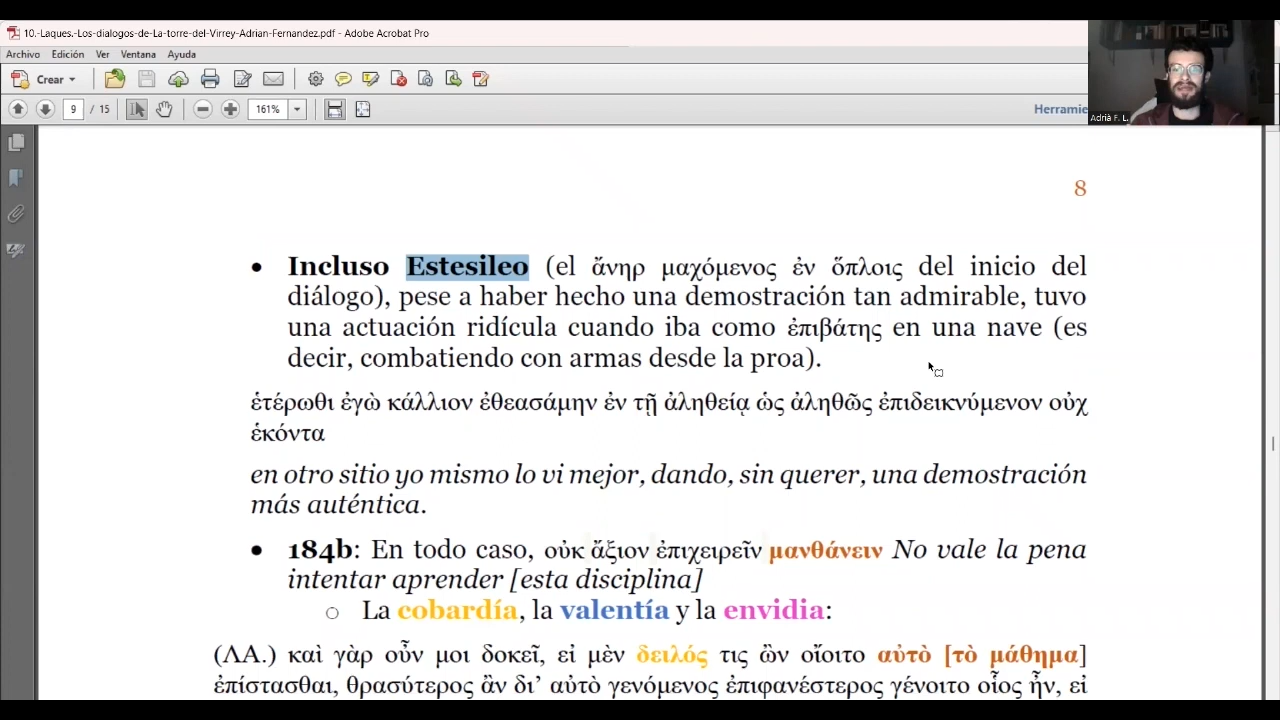 10.-Laques.-Los-dialogos-de-La-torre-del-Virrey-Adrian-Fernandez.pdf - Adobe Acrobat Pro
Archivo Edición Ver Ventana Ayuda
Crear
9 / 15 161% Herramie
Adrià F. L.
8
• Incluso Estesileo (el ἄνηρ μαχόμενος ἐν ὅπλοις del inicio del
diálogo), pese a haber hecho una demostración tan admirable, tuvo
una actuación ridícula cuando iba como ἐπιβάτης en una nave (es
decir, combatiendo con armas desde la proa).
ἑτέρωθι ἐγὼ κάλλιον ἐθεασάμην ἐν τῇ ἀληθείᾳ ὡς ἀληθῶς ἐπιδεικνύμενον οὐχ
ἑκόντα
en otro sitio yo mismo lo vi mejor, dando, sin querer, una demostración
más auténtica.
• 184b: En todo caso, οὐκ ἄξιον ἐπιχειρεῖν μανθάνειν No vale la pena
intentar aprender [esta disciplina]
○ La cobardía, la valentía y la envidia:
(ΛΑ.) καὶ γὰρ οὖν μοι δοκεῖ, εἰ μὲν δειλός τις ὢν οἴοιτο αὐτὸ [τὸ μάθημα]
ἐπίστασθαι, θρασύτερος ἂν δι’ αὐτὸ γενόμενος ἐπιφανέστερος γένοιτο οἷος ἦν, εἰ